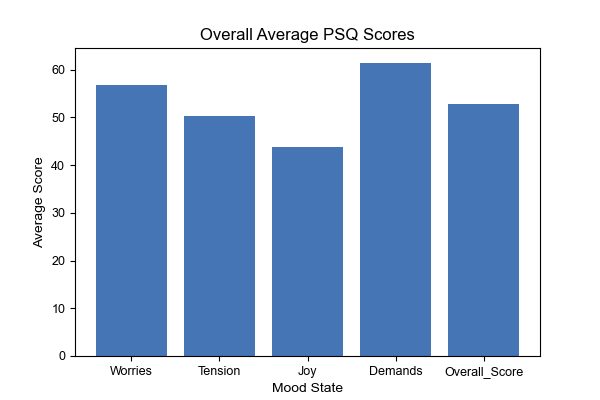 Overall Average PSQ Scores
60
50
40
30
20
10
0
Average Score
Worries
Tension
Joy
Demands
Overall_Score
Mood State